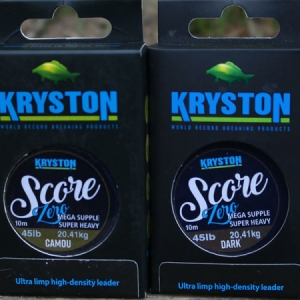 KRYSTON
WORLD RECORD BREAKING PRODUCTS
KRYSTON
Score
Zero
MEGA SUPPLE
SUPER HEAVY
10m
45lb
20.41kg
CAMOU
Ultra limp high-density leader
KRYSTON
WORLD RECORD BREAKING PRODUCTS
KRYSTON
Score
Zero
MEGA SUPPLE
SUPER HEAVY
10m
45lb
20.41kg
DARK
Ultra limp high-density leader